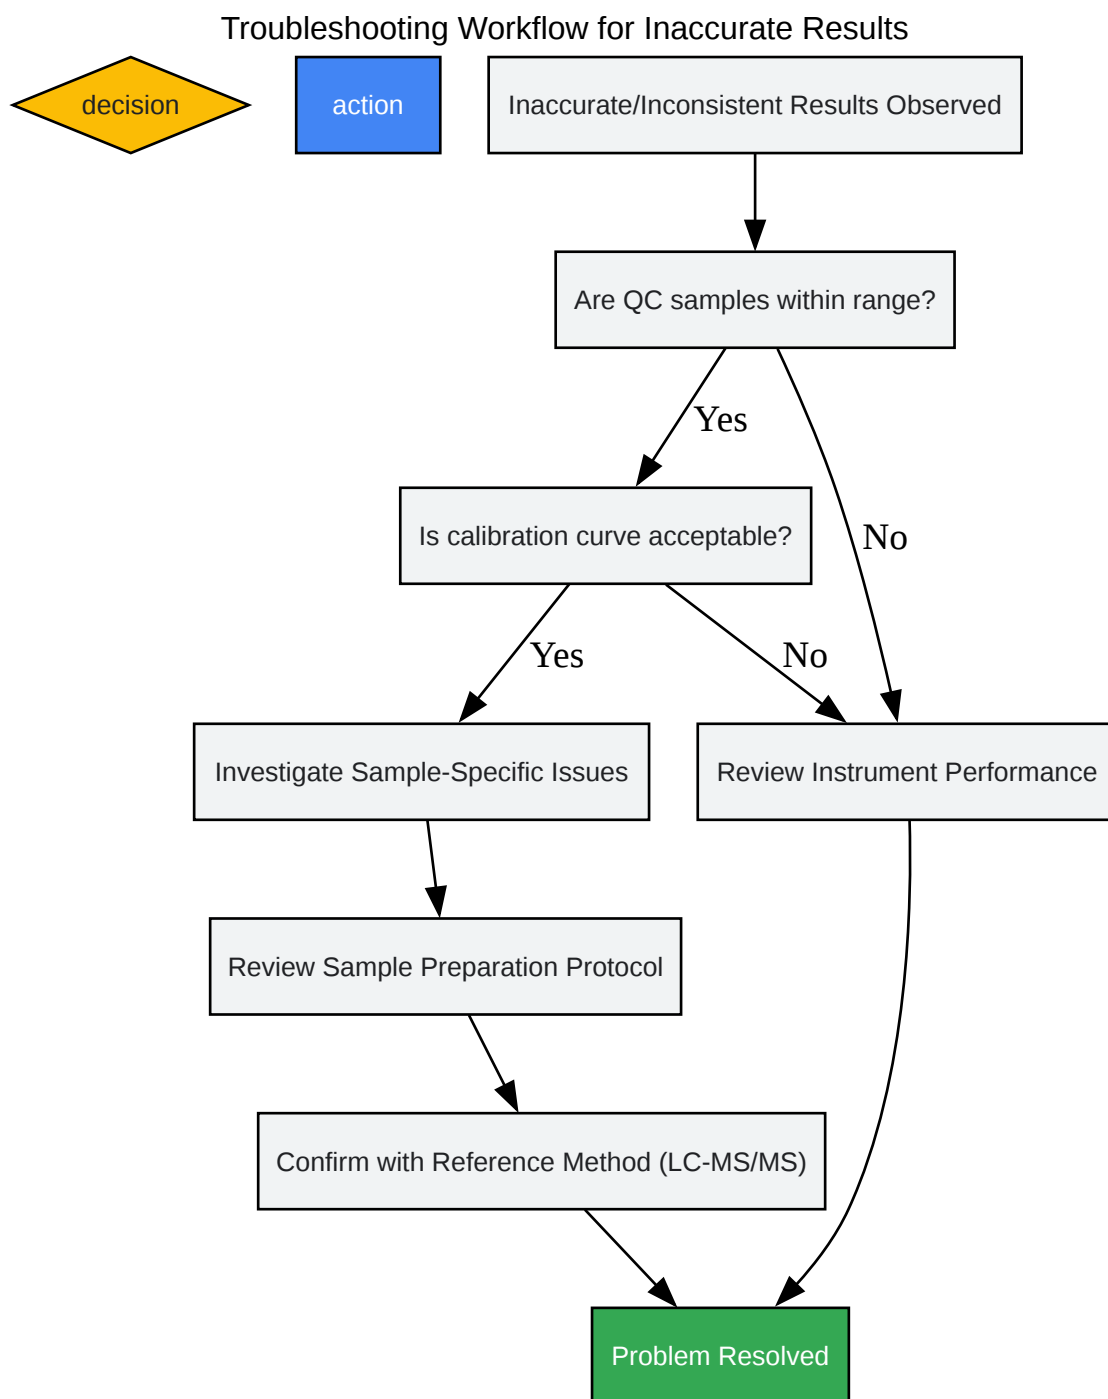 Troubleshooting Workflow for Inaccurate Results
decision
action
Inaccurate/Inconsistent Results Observed
Are QC samples within range?
Yes
Is calibration curve acceptable?
No
Yes
No
Investigate Sample-Specific Issues
Review Instrument Performance
Review Sample Preparation Protocol
Confirm with Reference Method (LC-MS/MS)
Problem Resolved